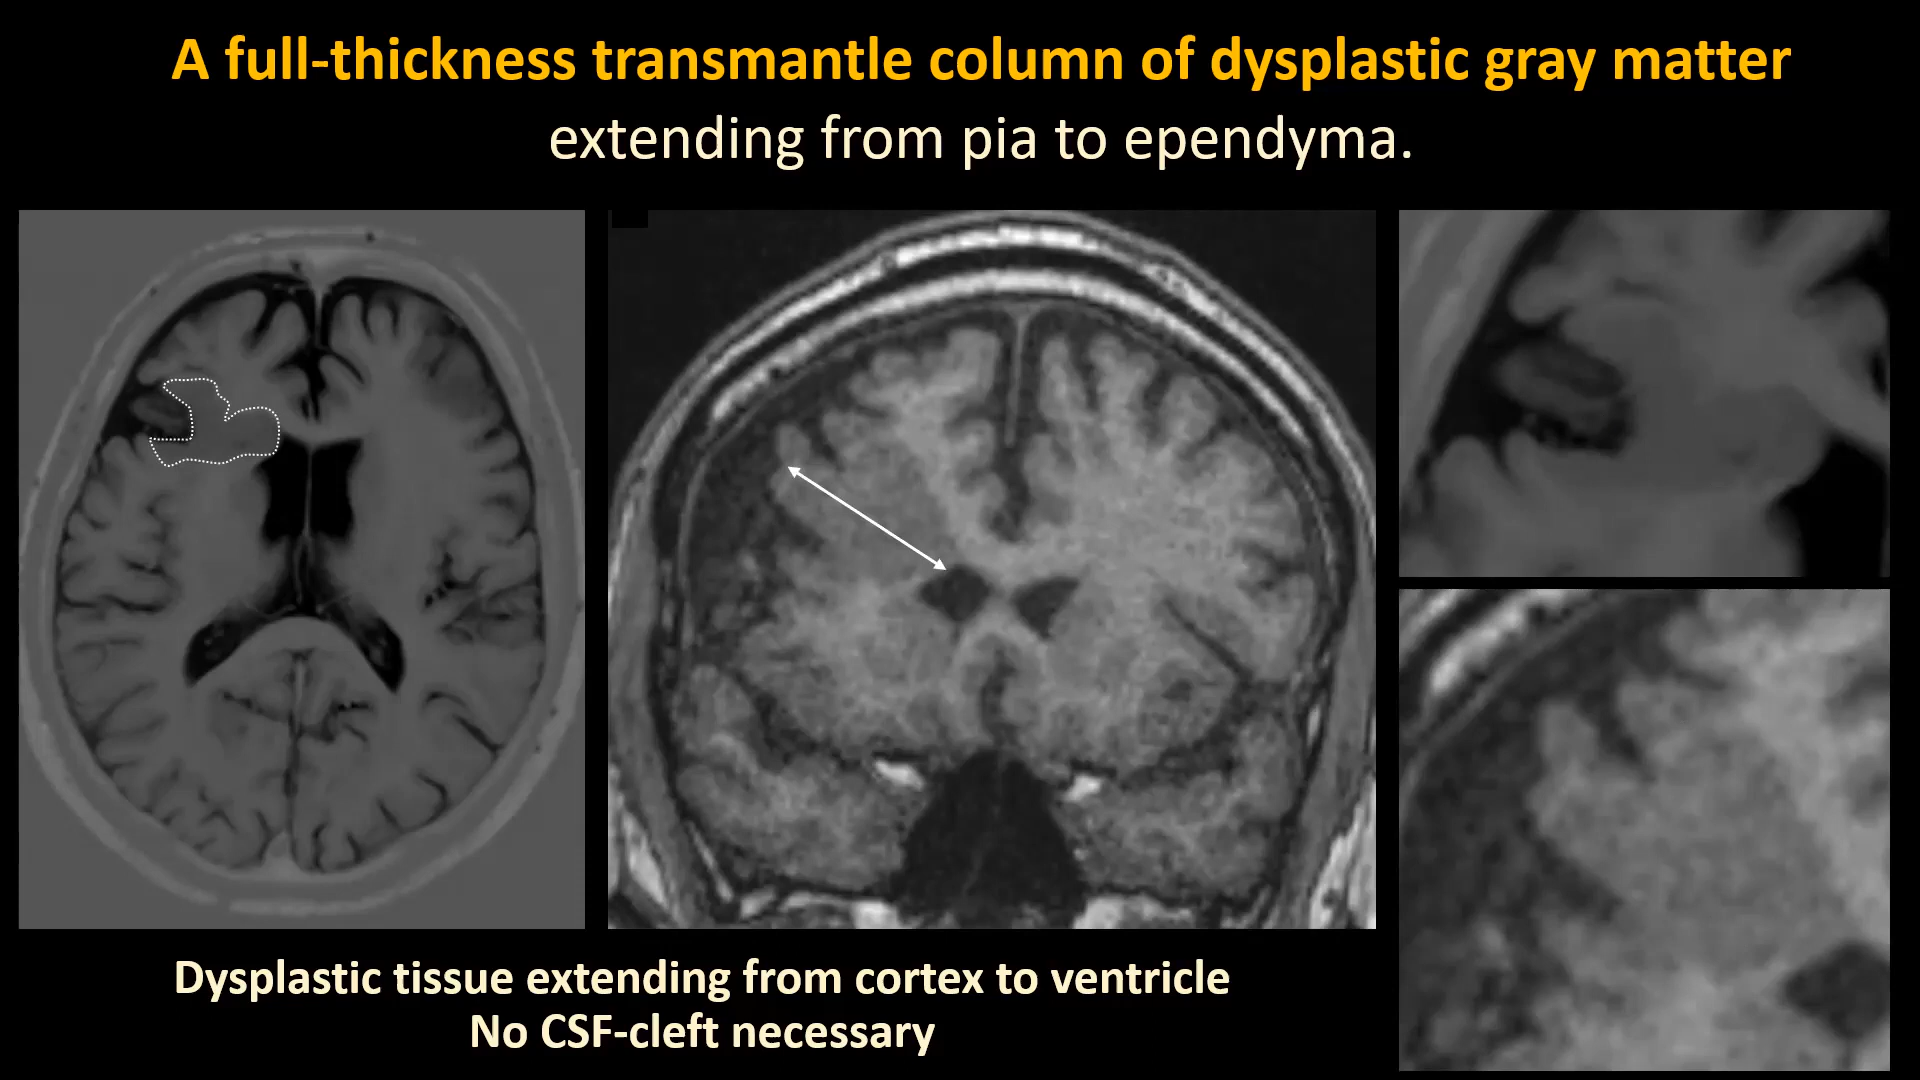 A full-thickness transmantle column of dysplastic gray matter
extending from pia to ependyma.
Dysplastic tissue extending from cortex to ventricle
No CSF-cleft necessary